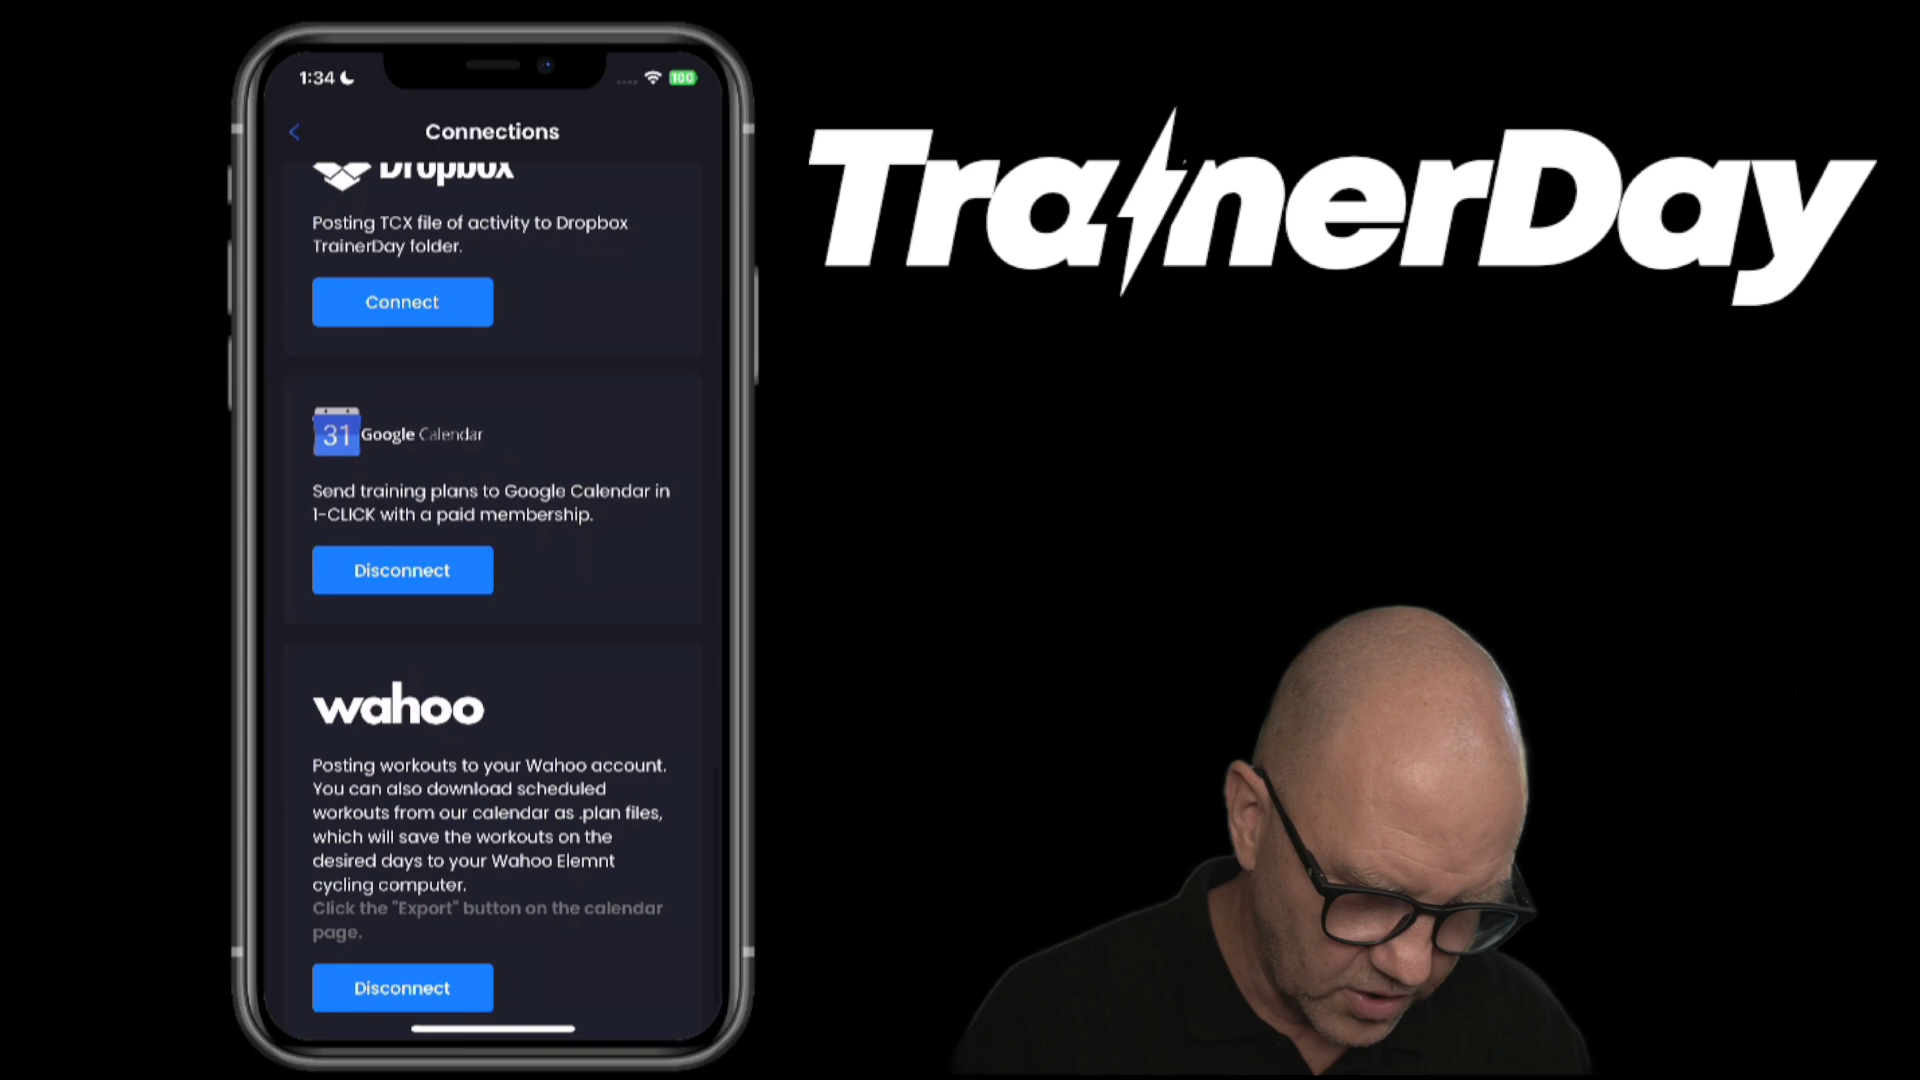 1:34
100
Connections
Dropbox
Posting TCX file of activity to Dropbox
TrainerDay folder.
Connect
31 Google Calendar
Send training plans to Google Calendar in
1-CLICK with a paid membership.
Disconnect
wahoo
Posting workouts to your Wahoo account.
You can also download scheduled
workouts from our calendar as .plan files,
which will save the workouts on the
desired days to your Wahoo Elemnt
cycling computer.
Click the "Export" button on the calendar
page.
Disconnect
TrainerDay